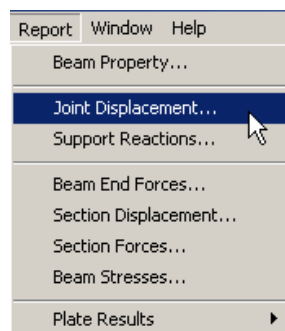 Report Window Help
Beam Property...
Joint Displacement...
Support Reactions...
Beam End Forces...
Section Displacement...
Section Forces...
Beam Stresses...
Plate Results